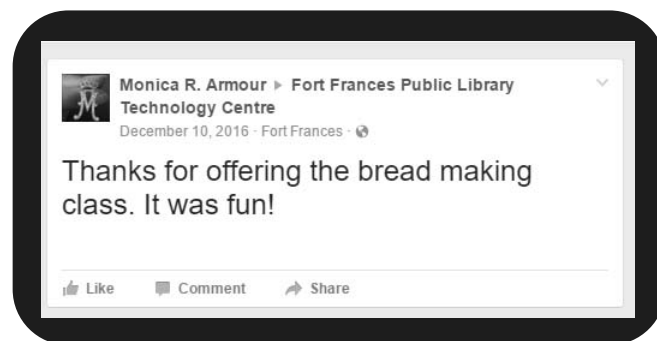 Monica R. Armour ▸ Fort Frances Public Library
Technology Centre
December 10, 2016 · Fort Frances ·
Thanks for offering the bread making
class. It was fun!
Like Comment Share